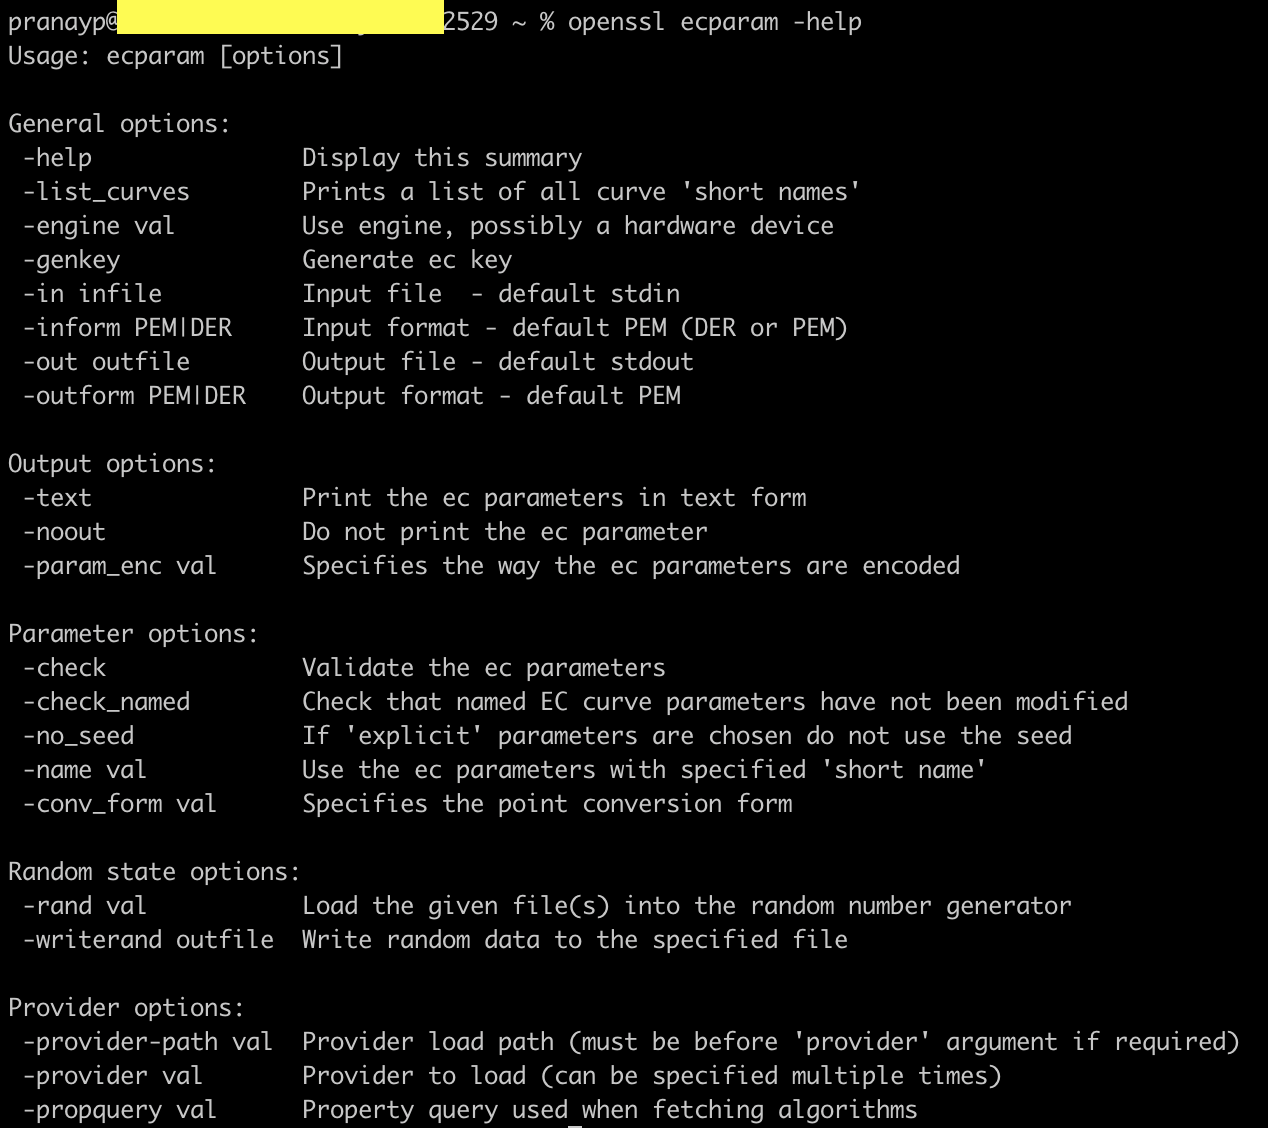 pranayp@2529 ~ % openssl ecparam -help
Usage: ecparam [options]
General options:
-help Display this summary
-list_curves Prints a list of all curve 'short names'
-engine val Use engine, possibly a hardware device
-genkey Generate ec key
-in infile Input file - default stdin
-inform PEM|DER Input format - default PEM (DER or PEM)
-out outfile Output file - default stdout
-outform PEM|DER Output format - default PEM
Output options:
-text Print the ec parameters in text form
-noout Do not print the ec parameter
-param_enc val Specifies the way the ec parameters are encoded
Parameter options:
-check Validate the ec parameters
-check_named Check that named EC curve parameters have not been modified
-no_seed If 'explicit' parameters are chosen do not use the seed
-name val Use the ec parameters with specified 'short name'
-conv_form val Specifies the point conversion form
Random state options:
-rand val Load the given file(s) into the random number generator
-writerand outfile Write random data to the specified file
Provider options:
-provider-path val Provider load path (must be before 'provider' argument if required)
-provider val Provider to load (can be specified multiple times)
-propquery val Property query used when fetching algorithms